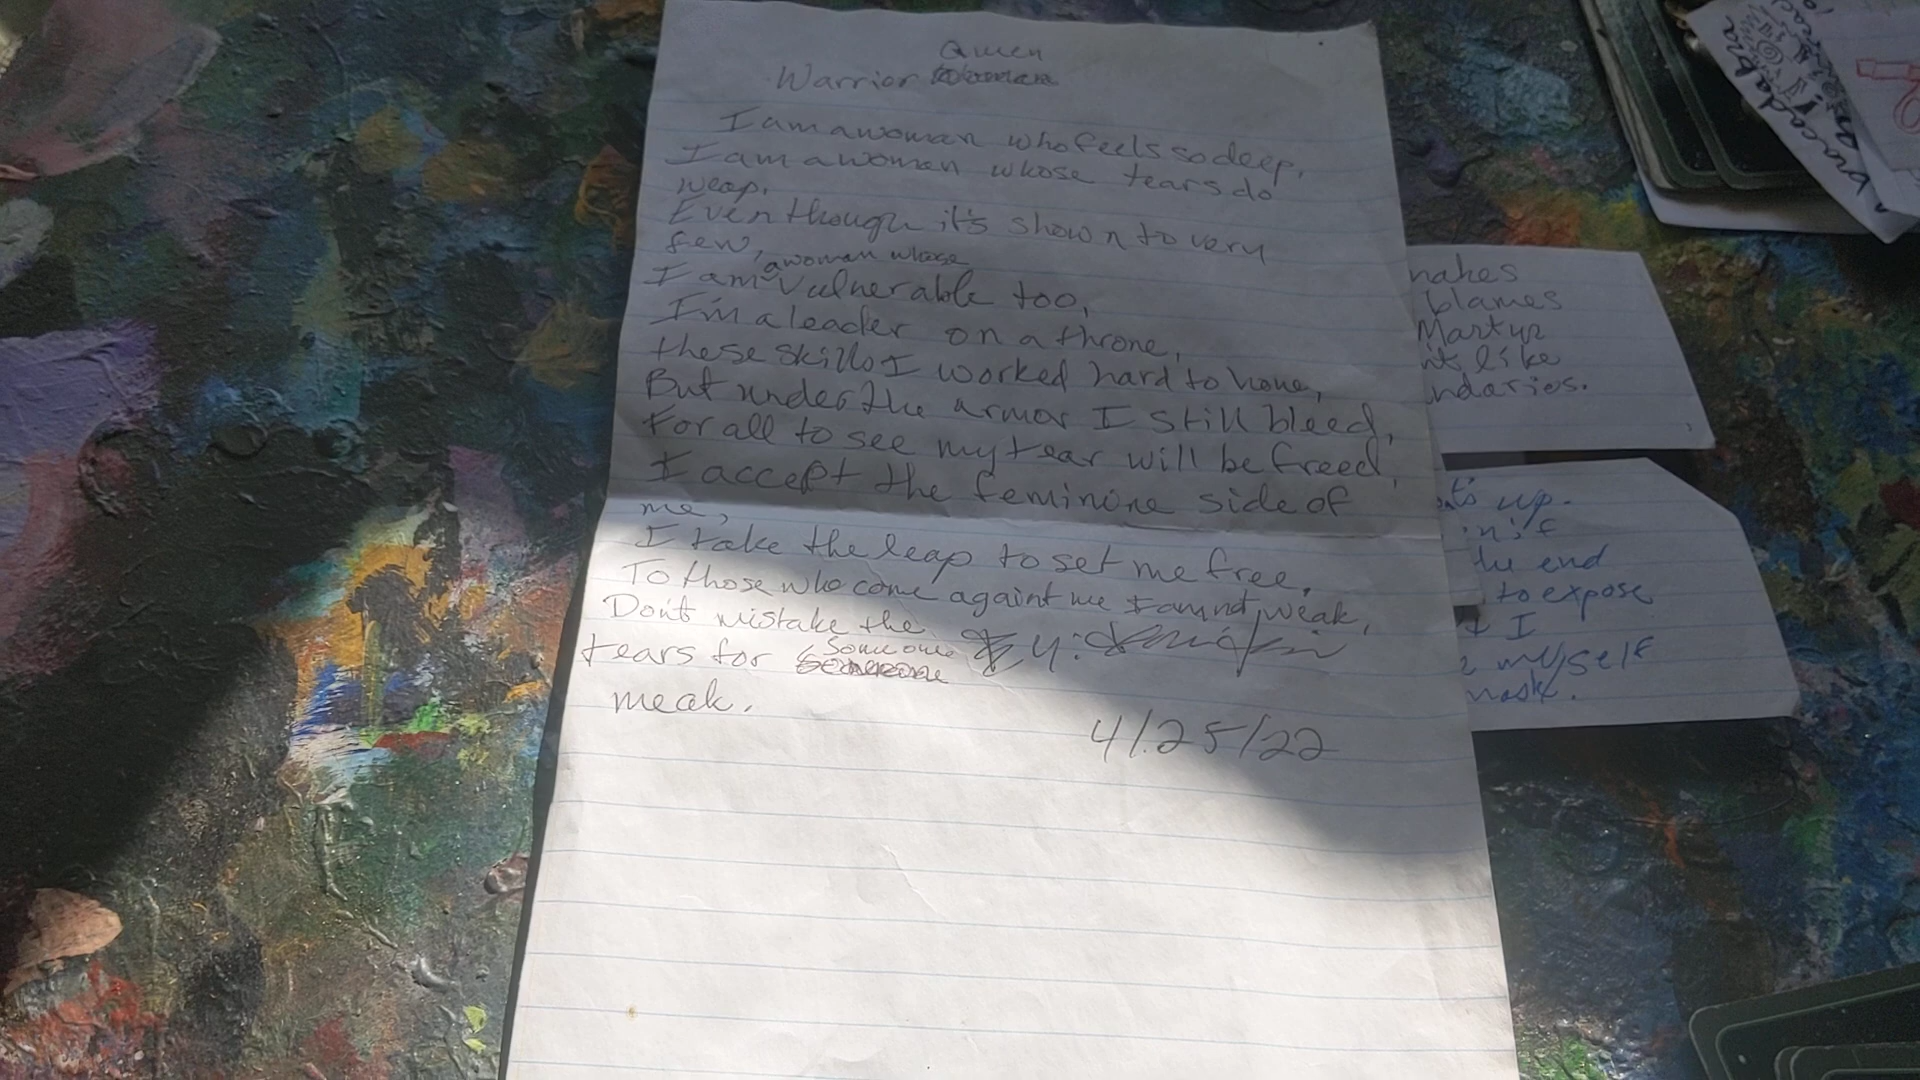 Queen
Warrior
I am a woman who feels so deep,
I am a woman whose tears do
weap.
Even though it's shown to very
few,
a woman whose
I am vulnerable too,
I'm a leader on a throne,
these skills I worked hard to hone,
But under the armor I still bleed,
For all to see my tear will be freed,
I accept the feminine side of
me,
I take the leap to set me free.
To those who come againt me I am not weak,
Don't mistake the
tears for someone
meak.
By:
4/25/22
nakes
blames
Martyr
nt like
ndaries.
up.
the end
to expose
I
myself
mask.
abracadabra